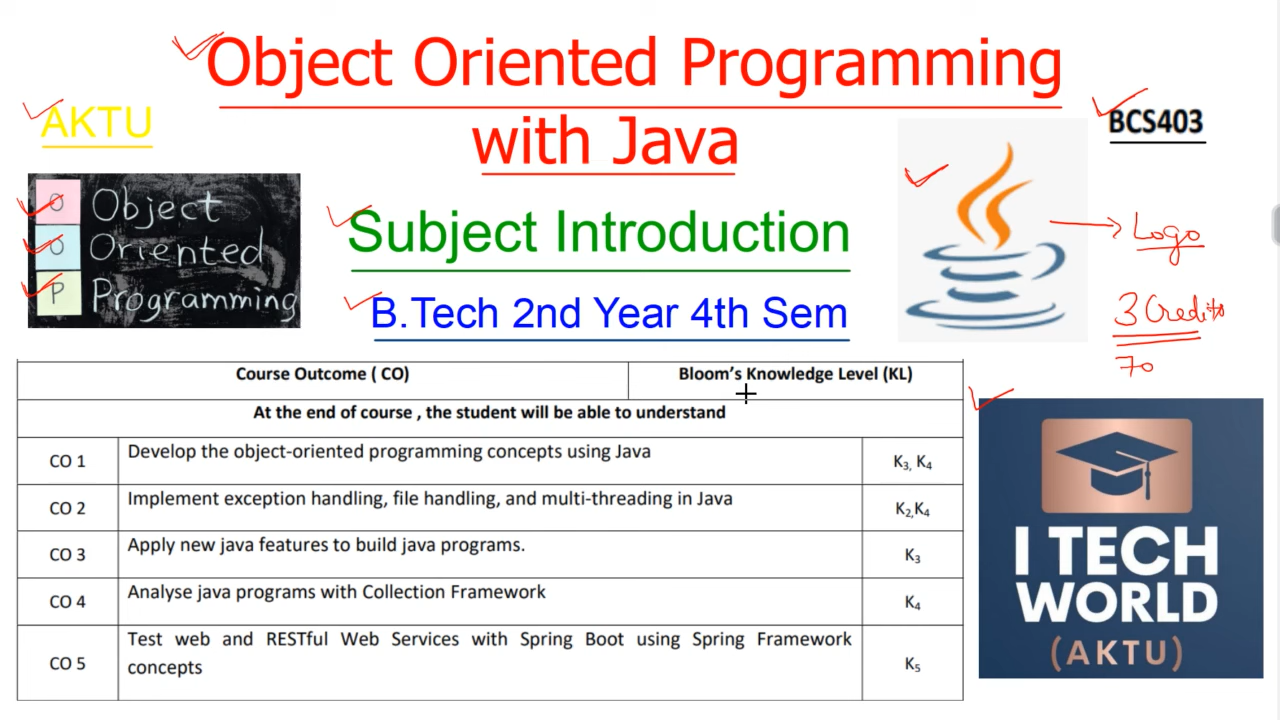 Object Oriented Programming
with Java
AKTU
BCS403
O Object
O Oriented
P Programming
Subject Introduction
B.Tech 2nd Year 4th Sem
Logo
3 Credits
70
Course Outcome ( CO) Bloom's Knowledge Level (KL)
At the end of course , the student will be able to understand
CO 1 Develop the object-oriented programming concepts using Java K3, K4
CO 2 Implement exception handling, file handling, and multi-threading in Java K2,K4
CO 3 Apply new java features to build java programs. K3
CO 4 Analyse java programs with Collection Framework K4
CO 5 Test web and RESTful Web Services with Spring Boot using Spring Framework
concepts K5
I TECH
WORLD
(AKTU)